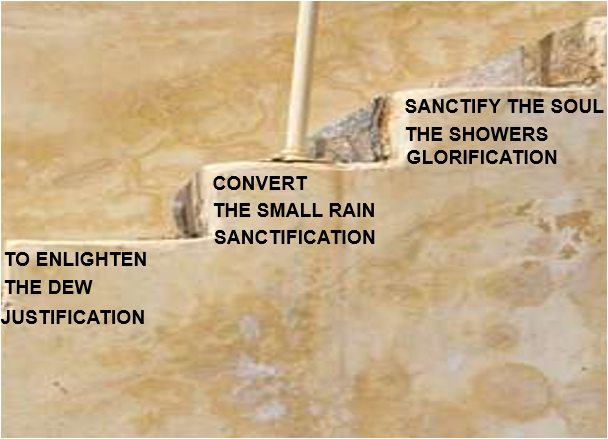 SANCTIFY THE SOUL
THE SHOWERS
GLORIFICATION
CONVERT
THE SMALL RAIN
SANCTIFICATION
TO ENLIGHTEN
THE DEW
JUSTIFICATION